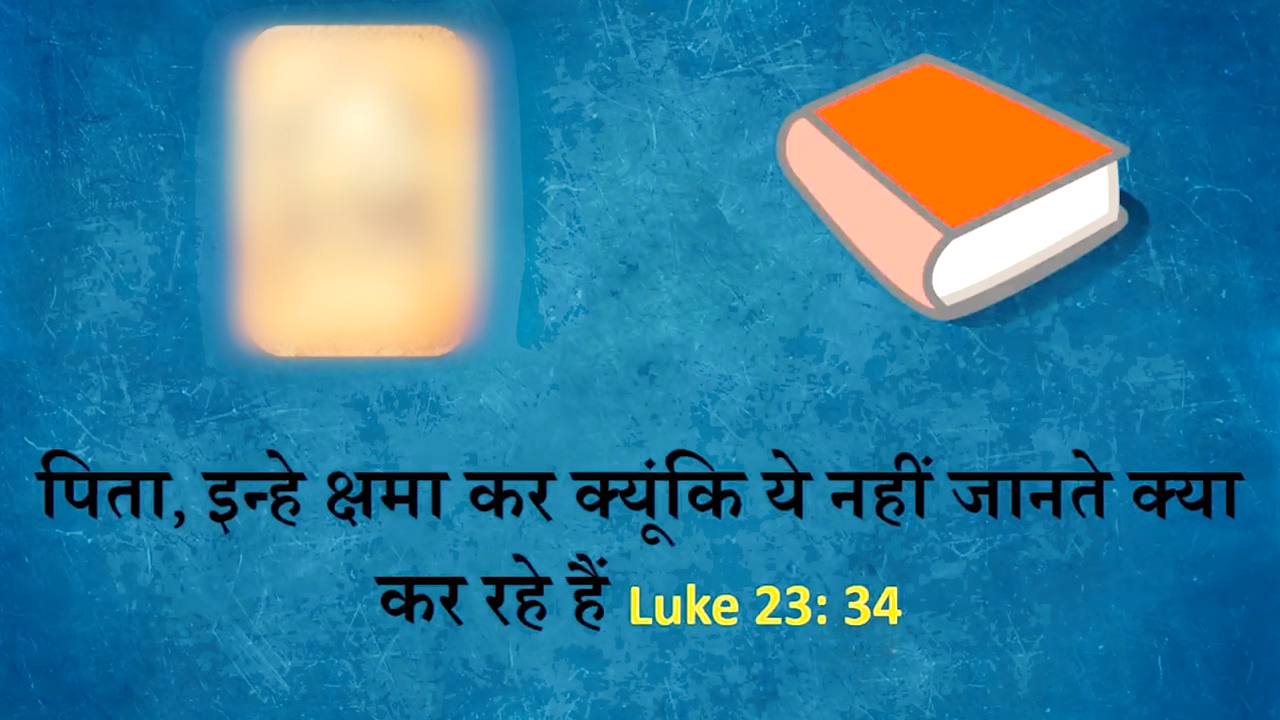 पिता, इन्हे क्षमा कर क्यूंकि ये नहीं जानते क्या
कर रहे हैं Luke 23: 34